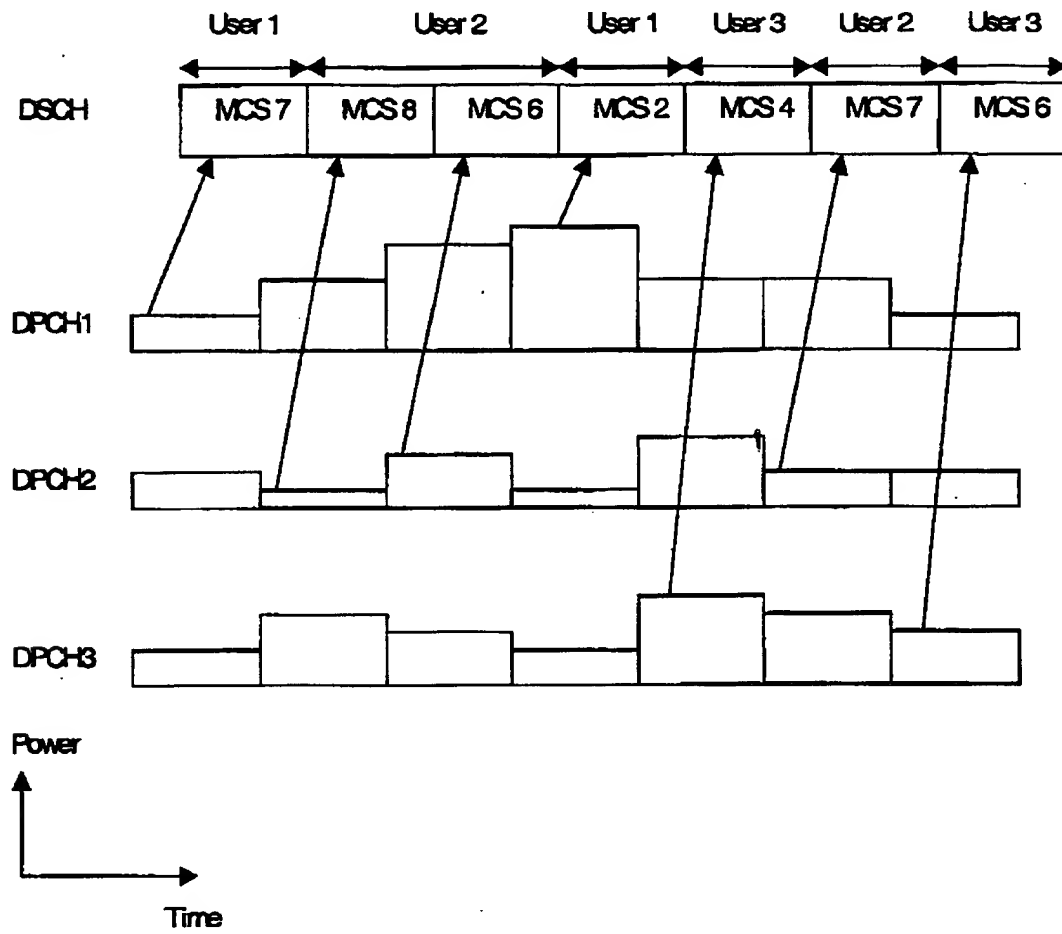 User 1 User 2 User 1 User 3 User 2 User 3
DSCH MCS 7 MCS 8 MCS 6 MCS 2 MCS 4 MCS 7 MCS 6
DPCH1
DPCH2
DPCH3
Power
Time